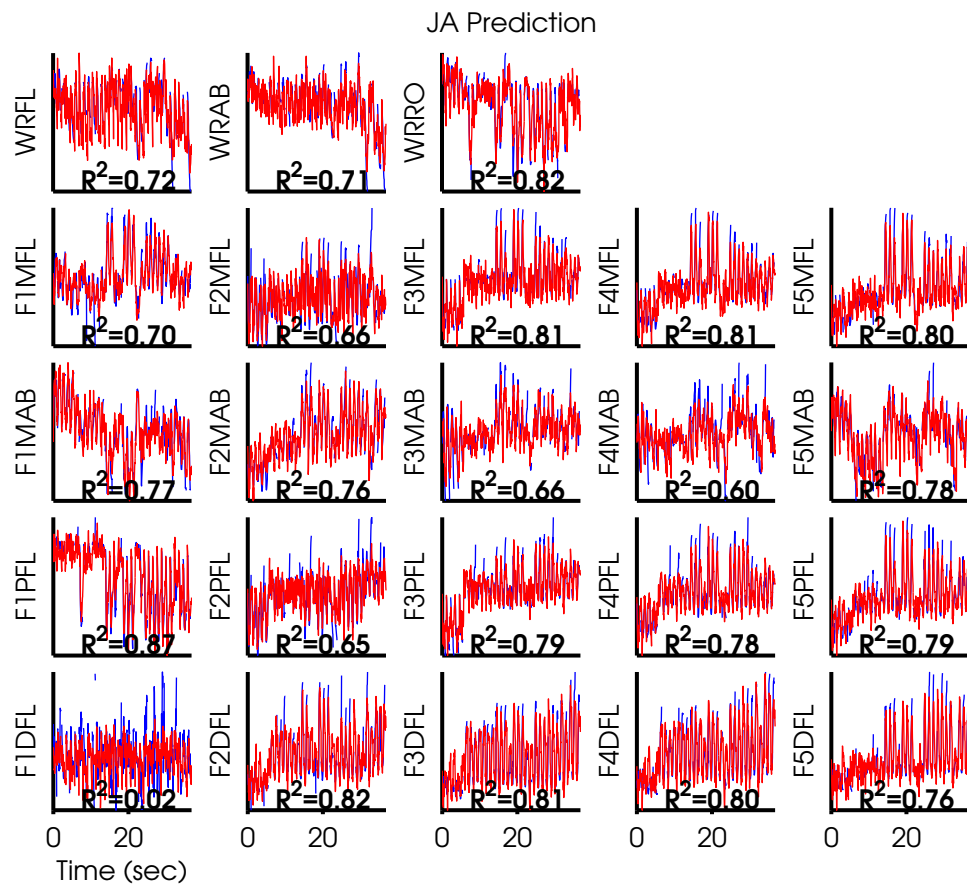 JA Prediction
WRFL
R²=0.72
WRAB
R²=0.71
WRRO
R²=0.82
F1MFL
R²=0.70
F2MFL
R²=0.66
F3MFL
R²=0.81
F4MFL
R²=0.81
F5MFL
R²=0.80
F1MAB
R²=0.77
F2MAB
R²=0.76
F3MAB
R²=0.66
F4MAB
R²=0.60
F5MAB
R²=0.78
F1PFL
R²=0.87
F2PFL
R²=0.65
F3PFL
R²=0.79
F4PFL
R²=0.78
F5PFL
R²=0.79
F1DFL
R²=0.02
F2DFL
R²=0.82
F3DFL
R²=0.81
F4DFL
R²=0.80
F5DFL
R²=0.76
0 20
0 20
0 20
0 20
0 20
Time (sec)